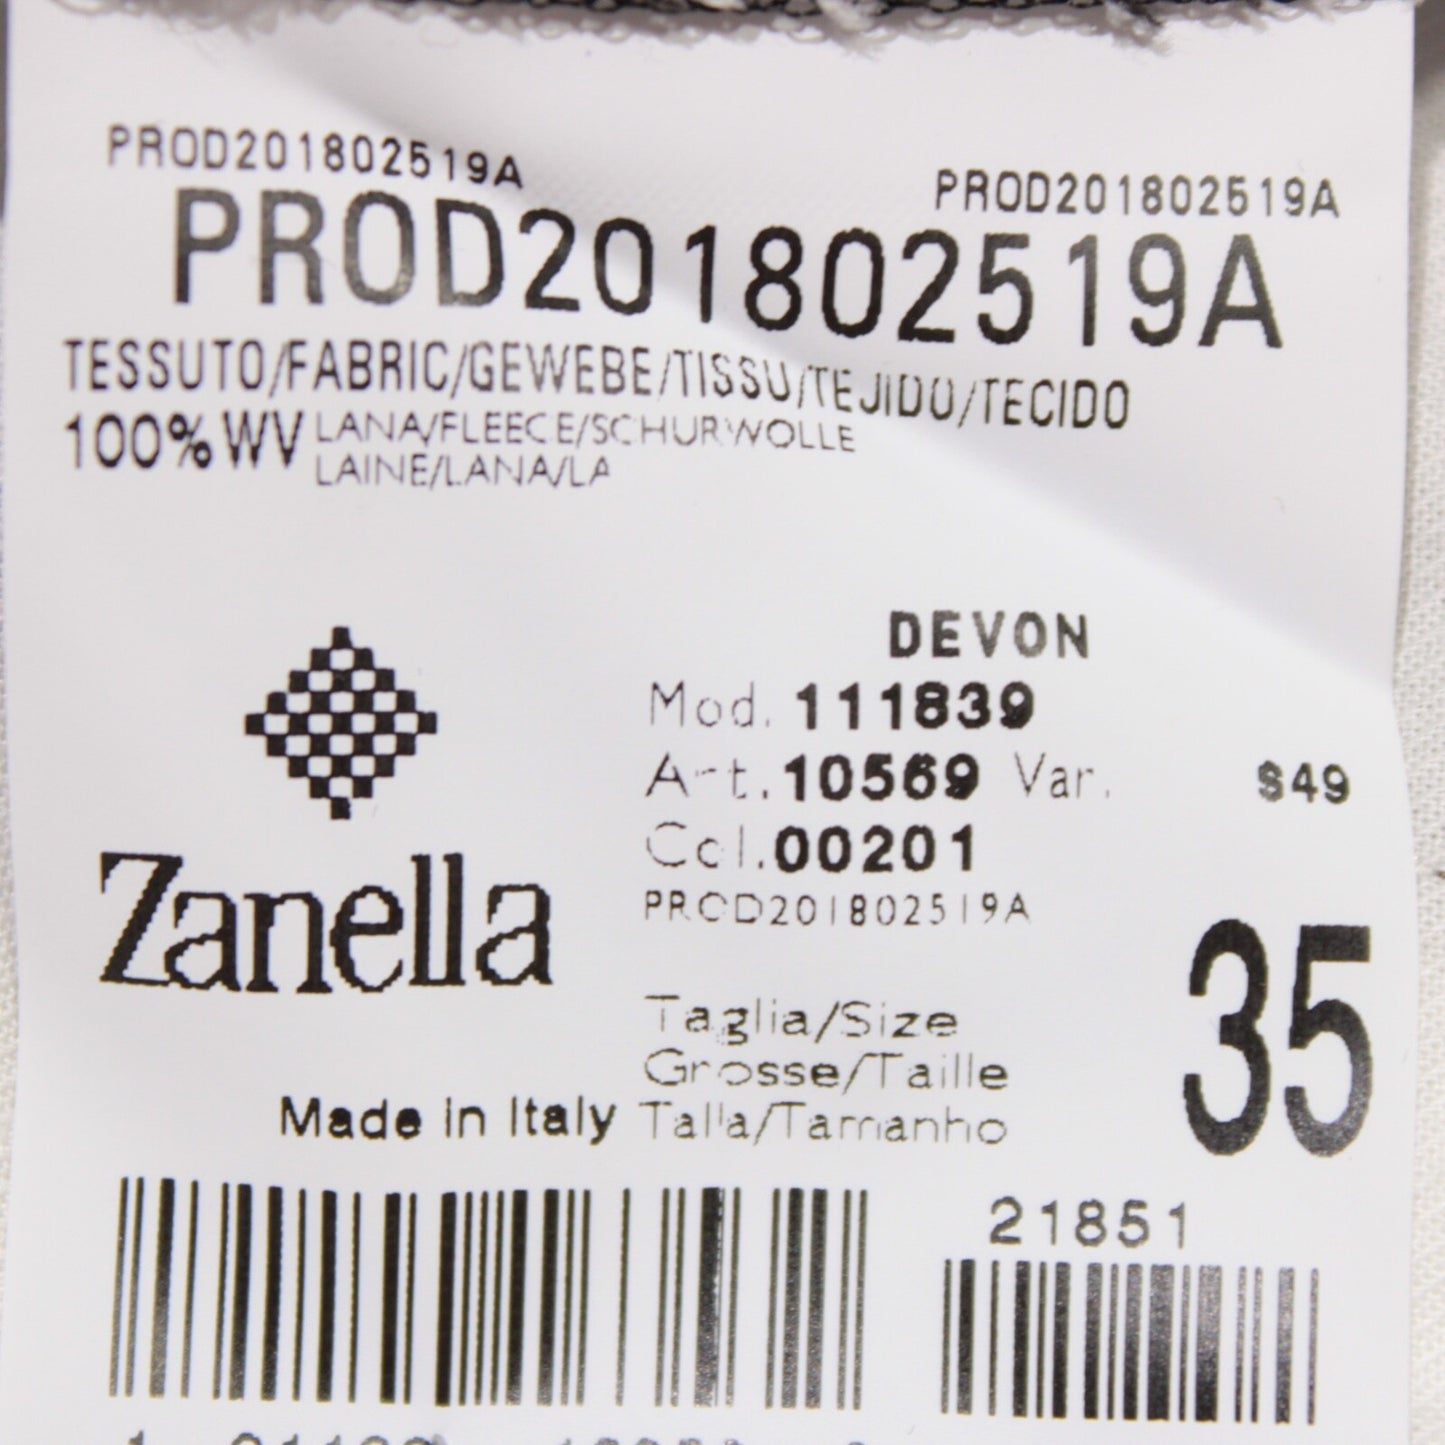 PROD201802519A
PROD201802519A
PROD201802519A
TESSUTO/FABRIC/GEWEBE/TISSU/TEJIDO/TECIDO
100% WV LANA/FLEECE/SCHURWOLLE
LAINE/LANA/LA
DEVON
Mod. 111839
Art. 10569 Var. S49
Col. 00201
PROD201802519A
Zanella
35
Taglia/Size
Grosse/Taille
Made in Italy Talla/Tamanho
21851